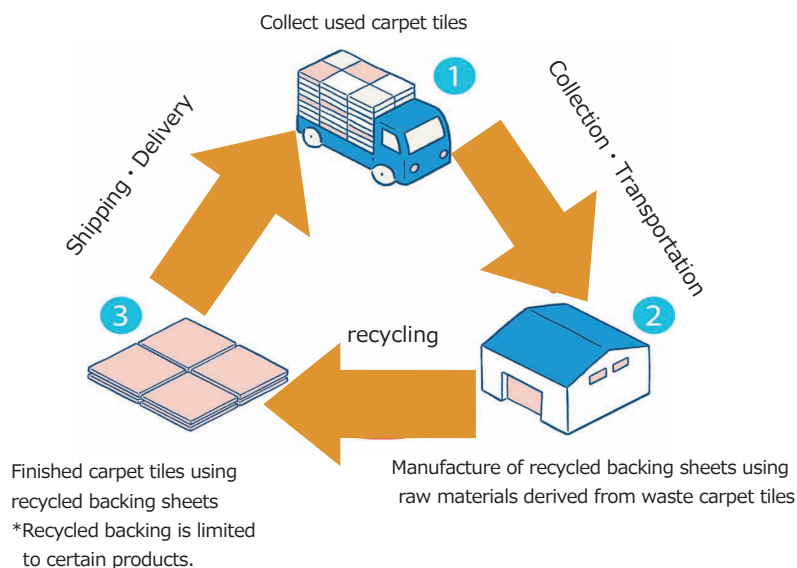 Collect used carpet tiles
1
Collection・Transportation
2
Manufacture of recycled backing sheets using
raw materials derived from waste carpet tiles
recycling
3
Finished carpet tiles using
recycled backing sheets
*Recycled backing is limited
to certain products.
Shipping・Delivery